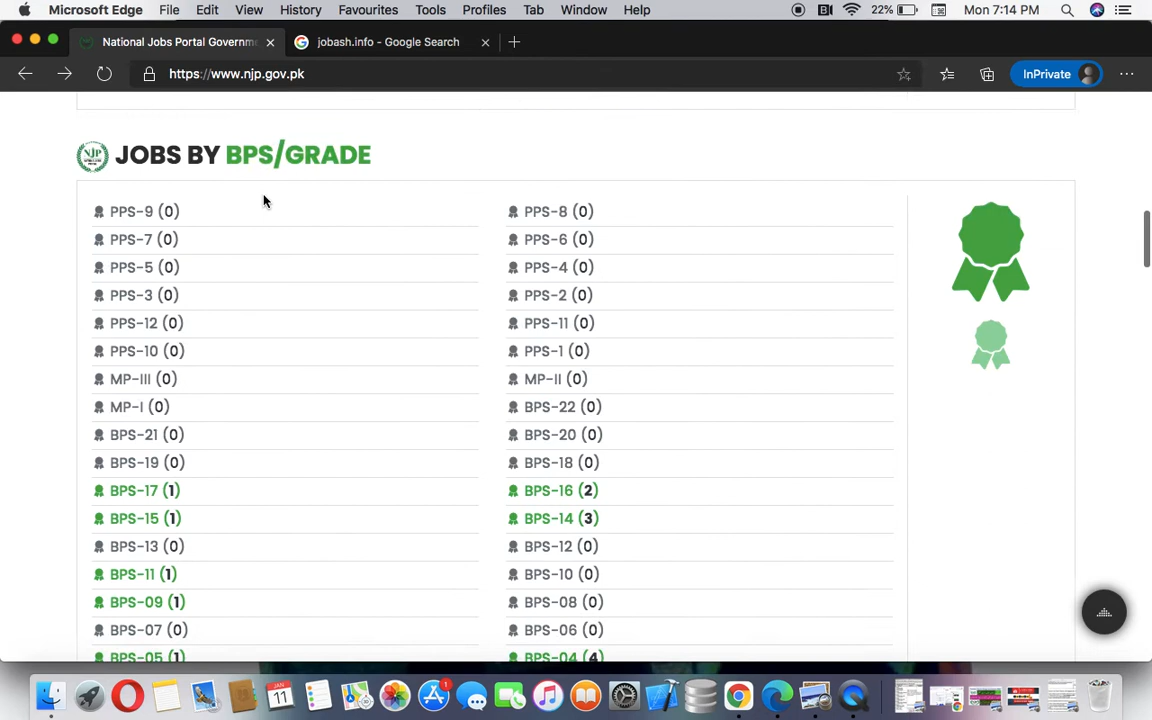 Microsoft Edge File Edit View History Favourites Tools Profiles Tab Window Help 22% Mon 7:14 PM
National Jobs Portal Governm
jobash.info - Google Search
https://www.njp.gov.pk
InPrivate
JOBS BY BPS/GRADE
PPS-9 (0)
PPS-8 (0)
PPS-7 (0)
PPS-6 (0)
PPS-5 (0)
PPS-4 (0)
PPS-3 (0)
PPS-2 (0)
PPS-12 (0)
PPS-11 (0)
PPS-10 (0)
PPS-1 (0)
MP-III (0)
MP-II (0)
MP-I (0)
BPS-22 (0)
BPS-21 (0)
BPS-20 (0)
BPS-19 (0)
BPS-18 (0)
BPS-17 (1)
BPS-16 (2)
BPS-15 (1)
BPS-14 (3)
BPS-13 (0)
BPS-12 (0)
BPS-11 (1)
BPS-10 (0)
BPS-09 (1)
BPS-08 (0)
BPS-07 (0)
BPS-06 (0)
BPS-05 (1)
BPS-04 (4)
JAN
11
1